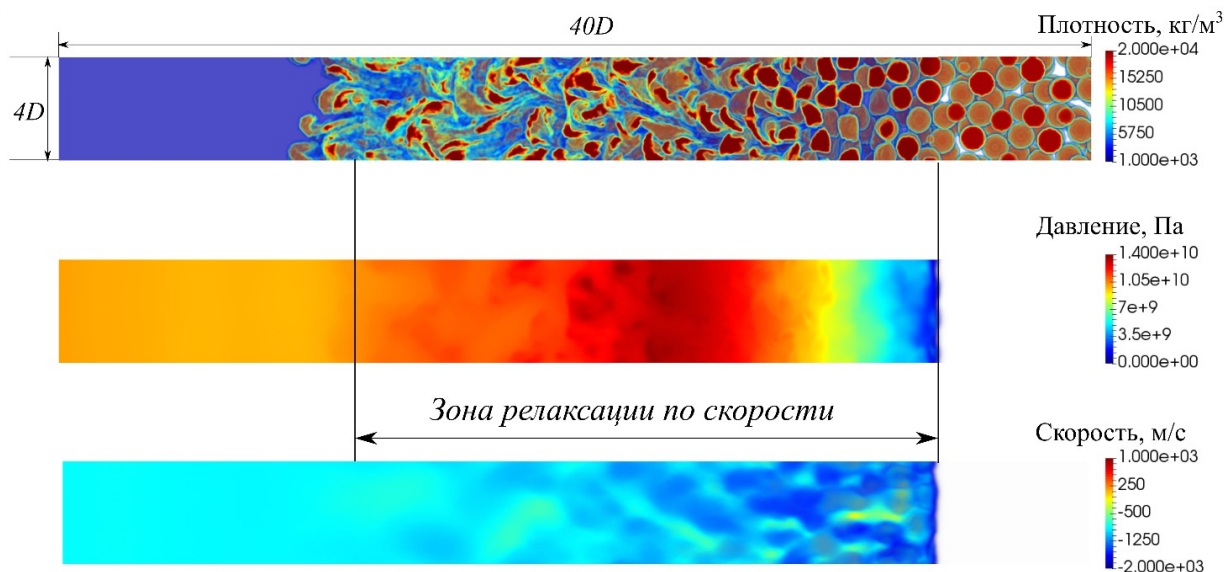 40D
Плотность, кг/м³
4D
2.000e+04
15250
10500
5750
1.000e+03
Давление, Па
1.400e+10
1.05e+10
7e+9
3.5e+9
0.000e+00
Зона релаксации по скорости
Скорость, м/с
1.000e+03
250
-500
-1250
-2.000e+03